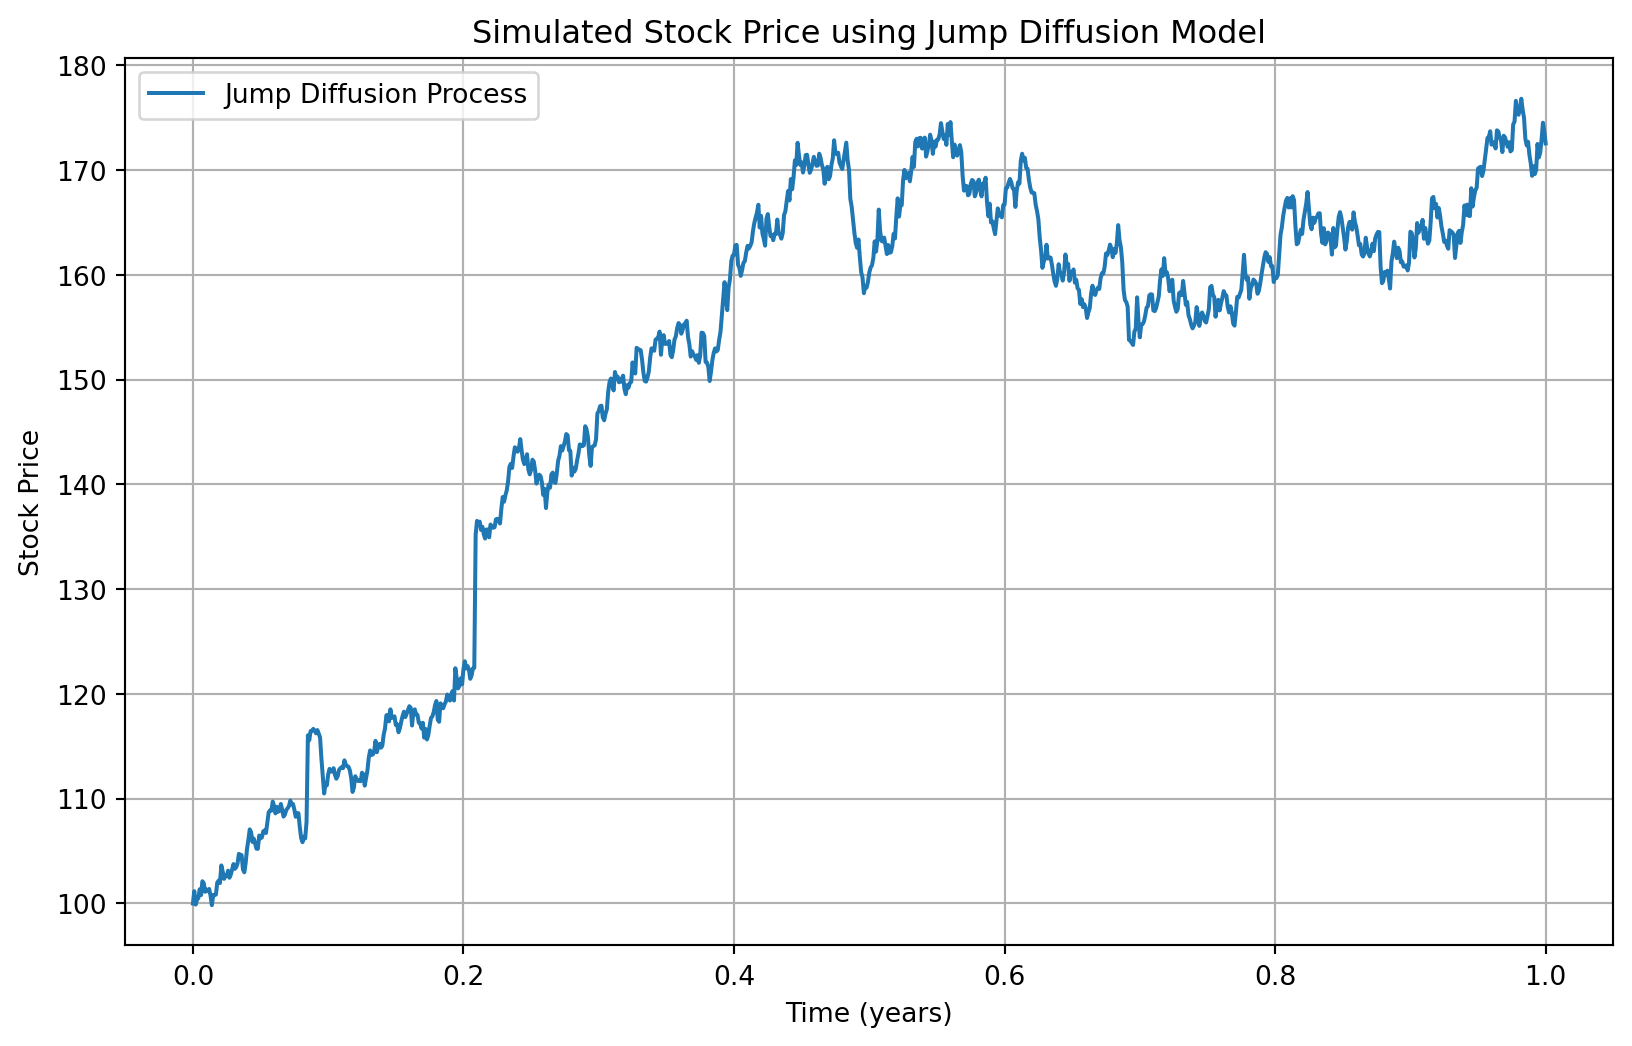 Simulated Stock Price using Jump Diffusion Model
Jump Diffusion Process
Stock Price
180
170
160
150
140
130
120
110
100
0.0 0.2 0.4 0.6 0.8 1.0
Time (years)